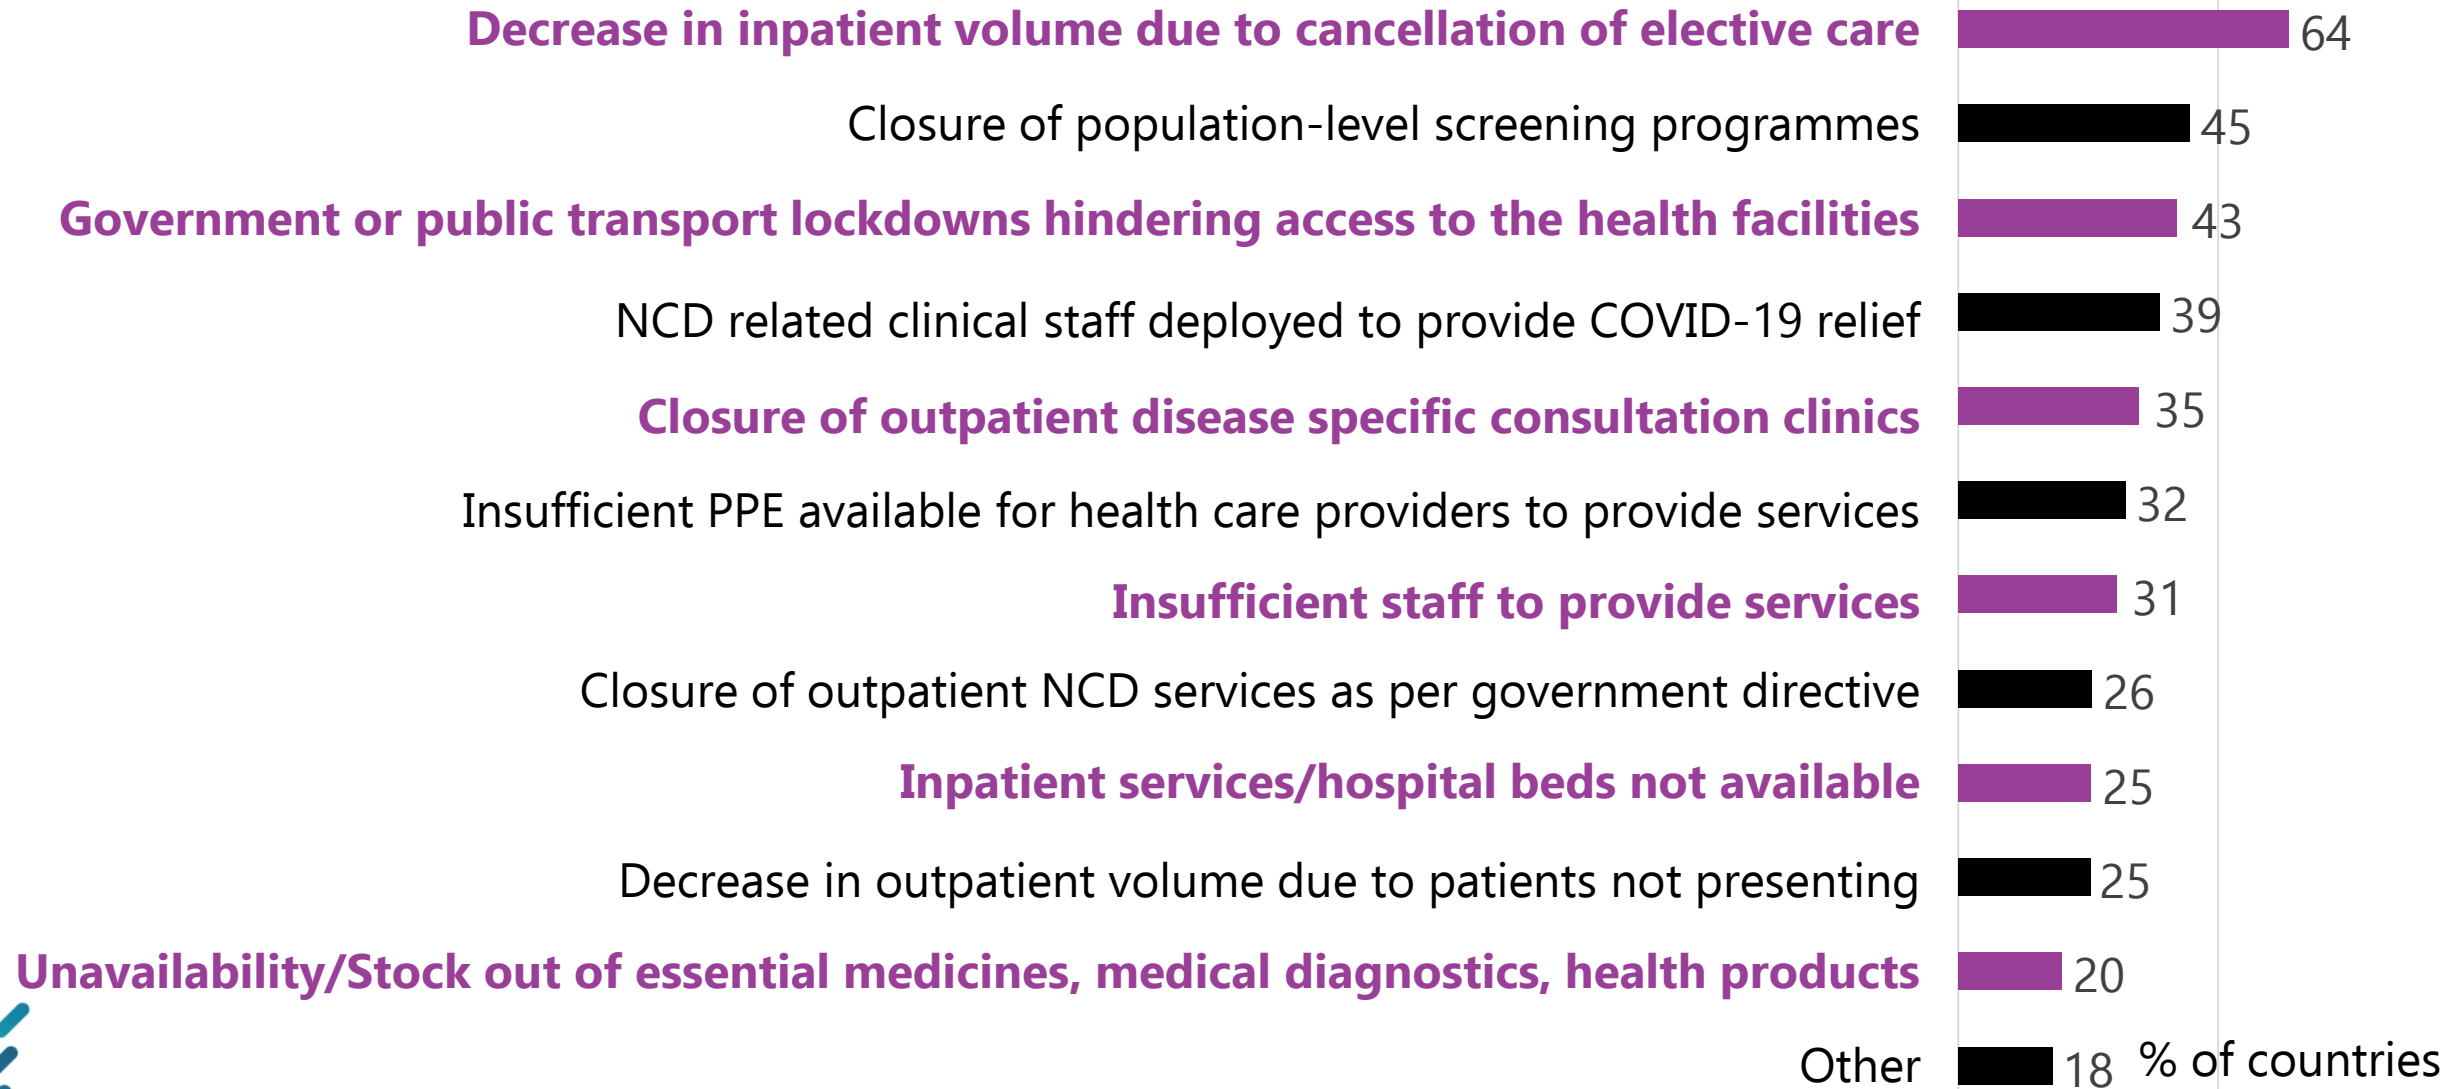 Decrease in inpatient volume due to cancellation of elective care 64
Closure of population-level screening programmes 45
Government or public transport lockdowns hindering access to the health facilities 43
NCD related clinical staff deployed to provide COVID-19 relief 39
Closure of outpatient disease specific consultation clinics 35
Insufficient PPE available for health care providers to provide services 32
Insufficient staff to provide services 31
Closure of outpatient NCD services as per government directive 26
Inpatient services/hospital beds not available 25
Decrease in outpatient volume due to patients not presenting 25
Unavailability/Stock out of essential medicines, medical diagnostics, health products 20
Other 18 % of countries